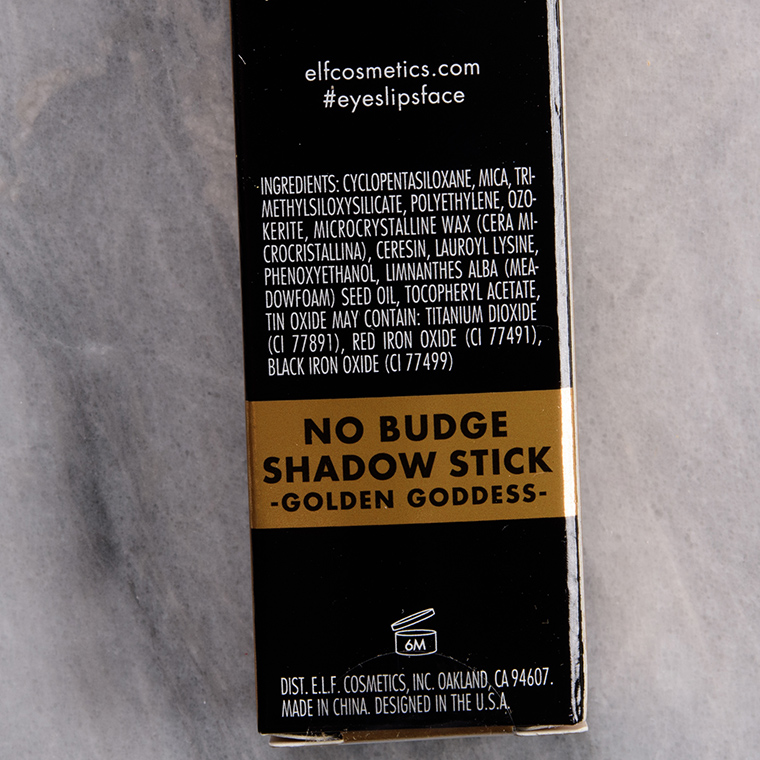 elfcosmetics.com
#eyeslipsface
INGREDIENTS: CYCLOPENTASILOXANE, MICA, TRI-
METHYLSILOXYSILICATE, POLYETHYLENE, OZO-
KERITE, MICROCRYSTALLINE WAX (CERA MI-
CROCRISTALLINA), CERESIN, LAUROYL LYSINE,
PHENOXYETHANOL, LIMNANTHES ALBA (MEA-
DOWFOAM) SEED OIL, TOCOPHERYL ACETATE,
TIN OXIDE MAY CONTAIN: TITANIUM DIOXIDE
(CI 77891), RED IRON OXIDE (CI 77491),
BLACK IRON OXIDE (CI 77499)
NO BUDGE
SHADOW STICK
-GOLDEN GODDESS-
6M
DIST. E.L.F. COSMETICS, INC. OAKLAND, CA 94607.
MADE IN CHINA. DESIGNED IN THE U.S.A.